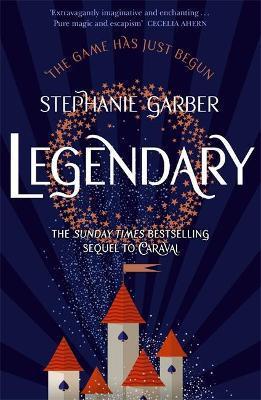 'Extravagantly imaginative and enchanting . . .
Pure magic and escapism' CECELIA AHERN
THE GAME HAS JUST BEGUN
STEPHANIE GARBER
LEGENDARY
THE SUNDAY TIMES BESTSELLING
SEQUEL TO CARAVAL